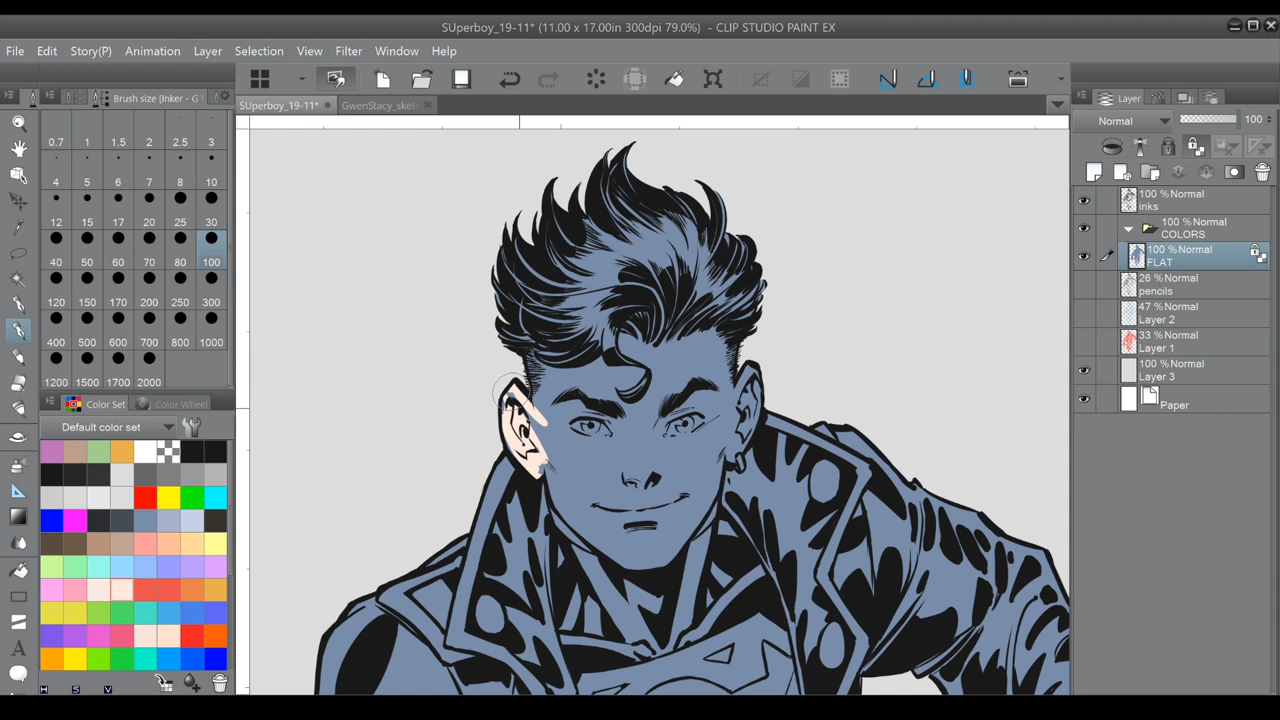 SUperboy_19-11* (11.00 x 17.00in 300dpi 79.0%) - CLIP STUDIO PAINT EX
File Edit Story(P) Animation Layer Selection View Filter Window Help
Brush size [Inker - G
SUperboy_19-11* GwenStacy_sket
Layer
0.7 1 1.5 2 2.5 3
4 5 6 7 8 10
12 15 17 20 25 30
40 50 60 70 80 100
120 150 170 200 250 300
400 500 600 700 800 1000
1200 1500 1700 2000
Color Set Color Wheel
Default color set
H S V
Normal 100
100 %Normal
inks
100 %Normal
COLORS
100 %Normal
FLAT
26 %Normal
pencils
47 %Normal
Layer 2
33 %Normal
Layer 1
100 %Normal
Layer 3
Paper